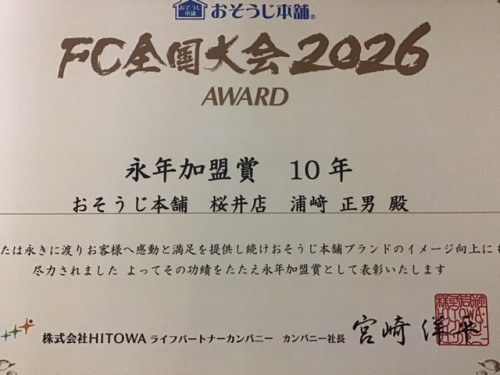 おそうじ本舗 おそうじ本舗®
FC全国大会2026
AWARD
永年加盟賞 10年
おそうじ本舗 桜井店 浦﨑 正男 殿
たは永きに渡りお客様へ感動と満足を提供し続けおそうじ本舗ブランドのイメージ向上に
尽力されました よってその功績をたたえ永年加盟賞として表彰いたします
株式会社HITOWA ライフパートナーカンパニー カンパニー社長 宮崎 洋平